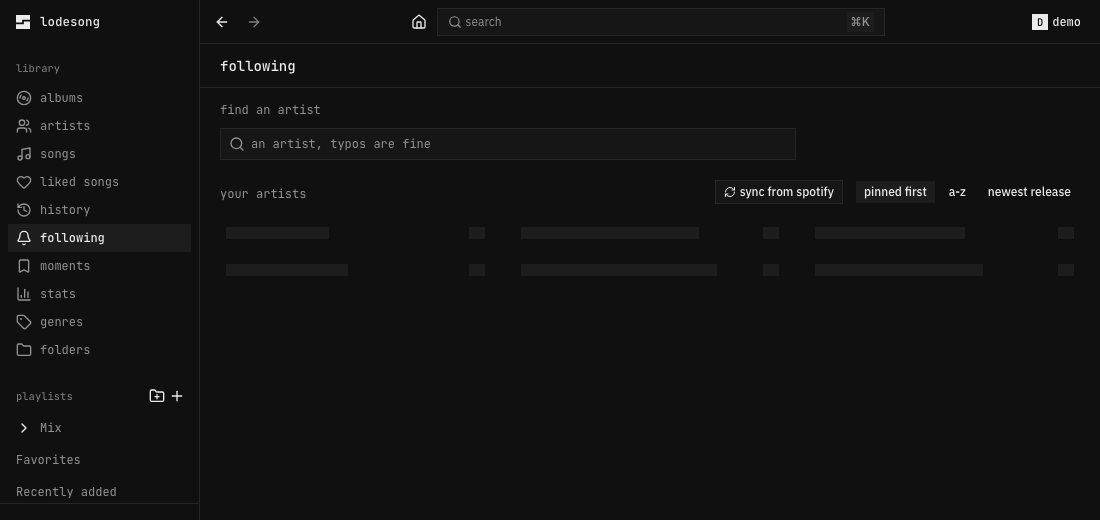 lodesong
search
⌘K
D
demo
library
albums
artists
songs
liked songs
history
following
moments
stats
genres
folders
playlists
Mix
Favorites
Recently added
following
find an artist
an artist, typos are fine
your artists
sync from spotify
pinned first
a-z
newest release